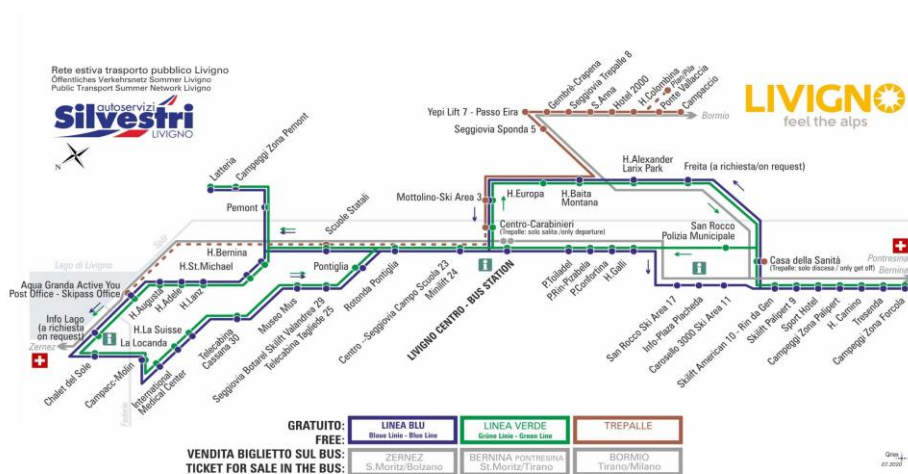 Rete estiva trasporto pubblico Livigno
Öffentliches Verkehrsnetz Sommer Livigno
Public Transport Summer Network Livigno
autoservizi
Silvestri
LIVIGNO
N
LIVIGNO
feel the alps
Gembrè-Crapena
Seggiovia Trepalle 8
S.Anna
Hotel 2000
H.Colombina
Plan/Pila
Ponte Vallaccia
Campaccio
Bormio
Yepi Lift 7 - Passo Eira
Seggiovia Sponda 5
Latteria
Campeggi Zona Pemont
Pemont
Scuole Statali
Mottolino-Ski Area 3
Centro-Carabinieri
(Trepalle: solo salita /only departure)
H.Europa
H.Baita
Montana
H.Alexander
Larix Park
Freita (a richiesta/on request)
San Rocco
Polizia Municipale
Casa della Sanità
(Trepalle: solo discesa / only get off)
Pontresina
Bernina
Lago di Livigno
Aqua Granda Active You
Post Office - Skipass Office
Info Lago
(a richiesta
on request)
Zernez
H.Bernina
H.St.Michael
H.Augusta
H.Adele
H.Lanz
Chalet del Sole
Campacc-Molin
H.La Suisse
La Locanda
International
Medical Center
Telecabina
Cassana 30
Seggiovia Botarel Skilift Valandrea 29
Telecabina Tagliede 25
Museo Mus
Pontiglia
Rotonda Pontiglia
Centro - Seggiovia Campo Scuola 23
Minilift 24
LIVIGNO CENTRO - BUS STATION
P.Toiladel
P.Rin-Pizabela
P.Confortina
H.Galli
San Rocco Ski Area 17
Info-Plaza Placheda
Carosello 3000 Ski Area 11
Skilift American 10 - Rin da Gen
Skilift Palipert 9
Sport Hotel
Campeggi Zona Palipert
H. Camino
Tresenda
Campeggi Zona Forcola
GRATUITO:
FREE:
LINEA BLU
Blaue Linie - Blue Line
LINEA VERDE
Grüne Linie - Green Line
TREPALLE
VENDITA BIGLIETTO SUL BUS:
TICKET FOR SALE IN THE BUS:
ZERNEZ
S.Moritz/Bolzano
BERNINA PONTRESINA
St.Moritz/Tirano
BORMIO
Tirano/Milano